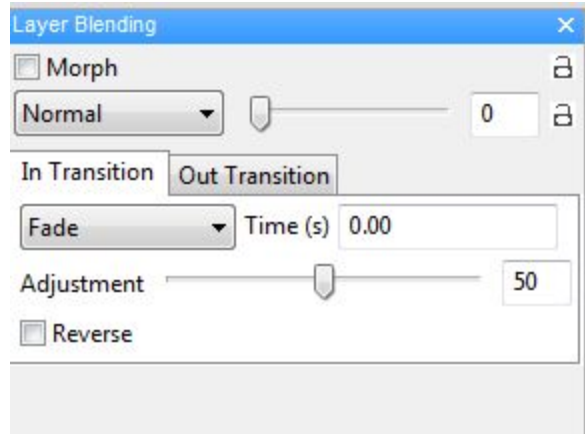 Layer Blending
Morph
Normal 0
In Transition Out Transition
Fade Time (s) 0.00
Adjustment 50
Reverse